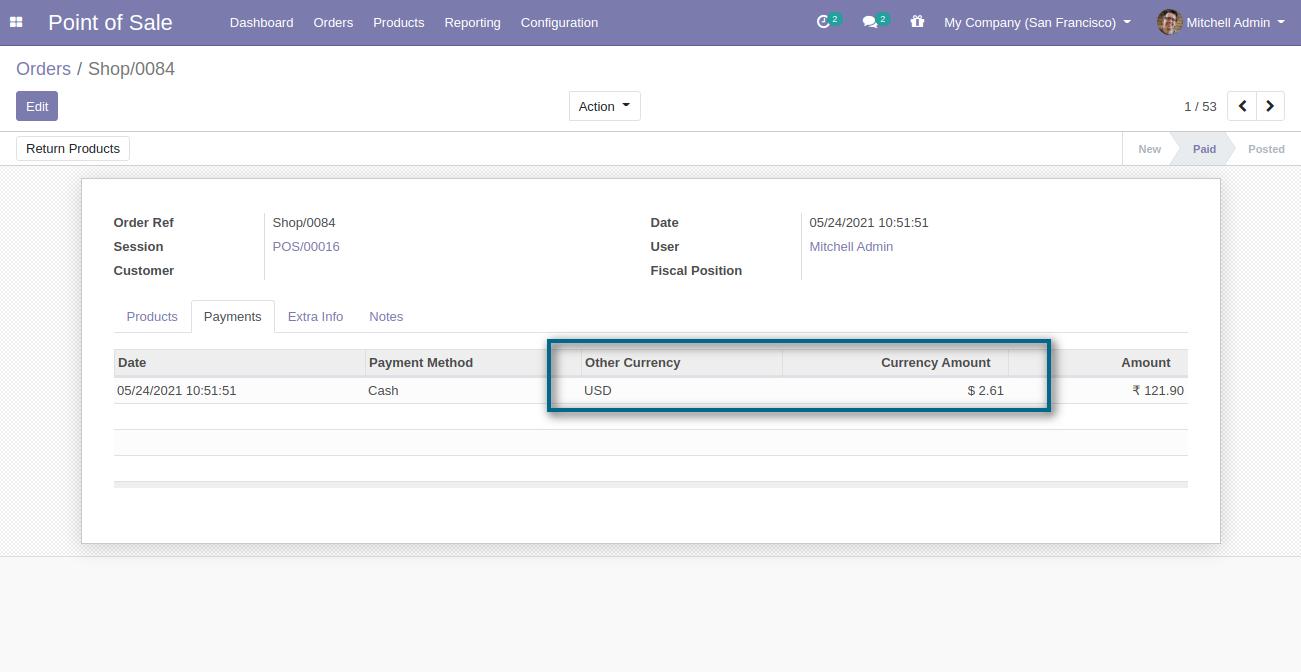 Point of Sale Dashboard Orders Products Reporting Configuration 2 2 My Company (San Francisco) Mitchell Admin
Orders / Shop/0084
Edit Action 1 / 53
Return Products New Paid Posted
Order Ref Shop/0084 Date 05/24/2021 10:51:51
Session POS/00016 User Mitchell Admin
Customer Fiscal Position
Products Payments Extra Info Notes
Date Payment Method Other Currency Currency Amount Amount
05/24/2021 10:51:51 Cash USD $ 2.61 ₹ 121.90